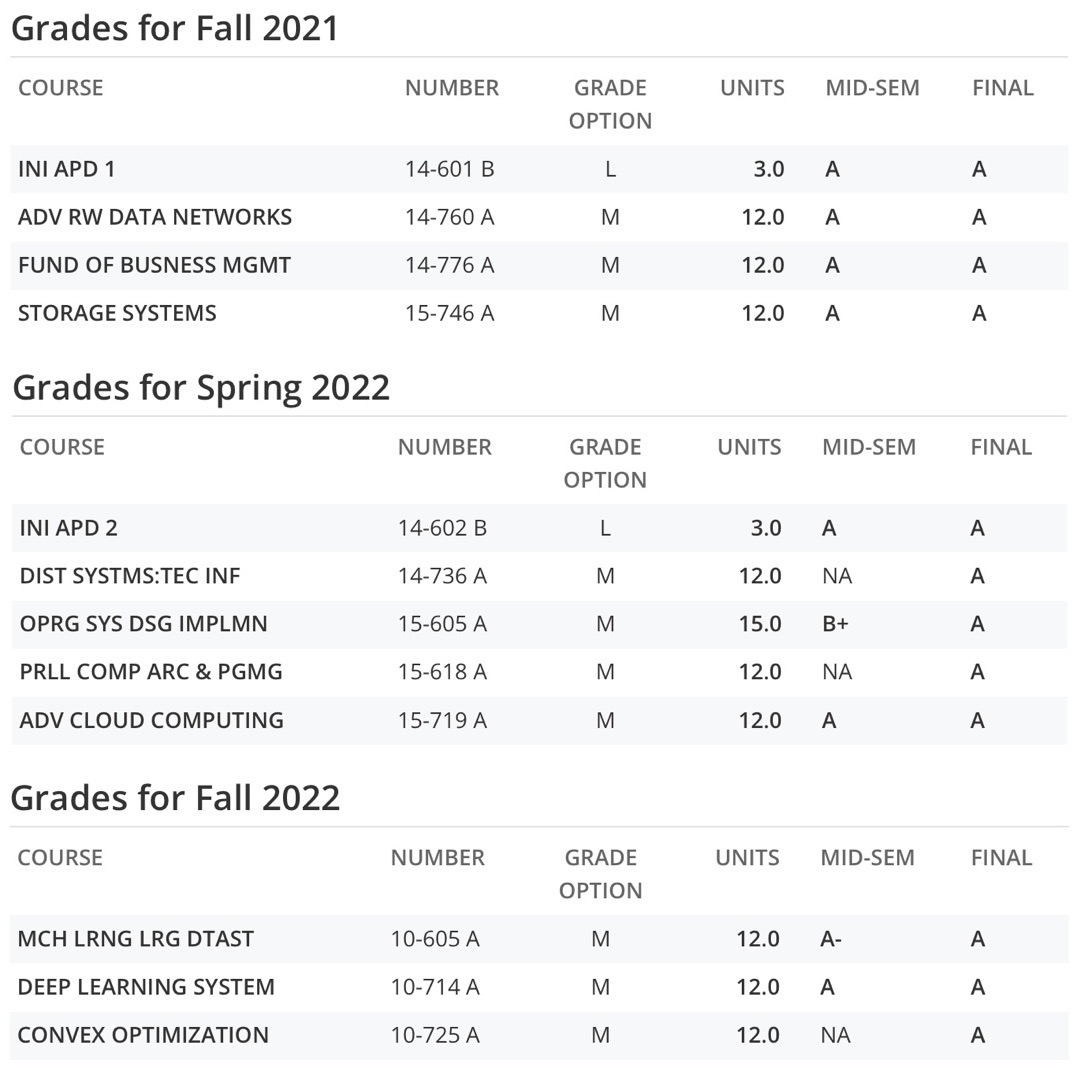 Grades for Fall 2021
COURSE NUMBER GRADE OPTION UNITS MID-SEM FINAL
INI APD 1 14-601 B L 3.0 A A
ADV RW DATA NETWORKS 14-760 A M 12.0 A A
FUND OF BUSNESS MGMT 14-776 A M 12.0 A A
STORAGE SYSTEMS 15-746 A M 12.0 A A
Grades for Spring 2022
COURSE NUMBER GRADE OPTION UNITS MID-SEM FINAL
INI APD 2 14-602 B L 3.0 A A
DIST SYSTMS:TEC INF 14-736 A M 12.0 NA A
OPRG SYS DSG IMPLMN 15-605 A M 15.0 B+ A
PRLL COMP ARC & PGMG 15-618 A M 12.0 NA A
ADV CLOUD COMPUTING 15-719 A M 12.0 A A
Grades for Fall 2022
COURSE NUMBER GRADE OPTION UNITS MID-SEM FINAL
MCH LRNG LRG DTAST 10-605 A M 12.0 A- A
DEEP LEARNING SYSTEM 10-714 A M 12.0 A A
CONVEX OPTIMIZATION 10-725 A M 12.0 NA A